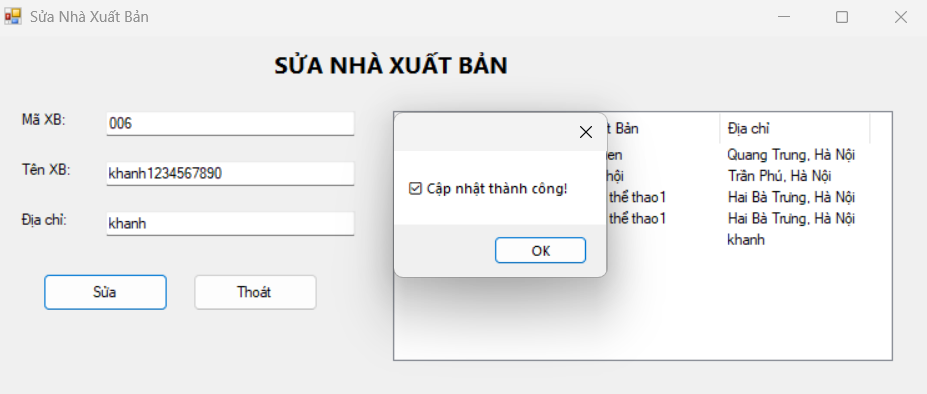 Sửa Nhà Xuất Bản
SỬA NHÀ XUẤT BẢN
Mã XB:
006
Tên XB:
khanh1234567890
Địa chỉ:
khanh
Sửa
Thoát
Bản
Địa chỉ
Quang Trung, Hà Nội
hội
Trần Phú, Hà Nội
thể thao1
Hai Bà Trưng, Hà Nội
thể thao1
Hai Bà Trưng, Hà Nội
khanh
Cập nhật thành công!
OK